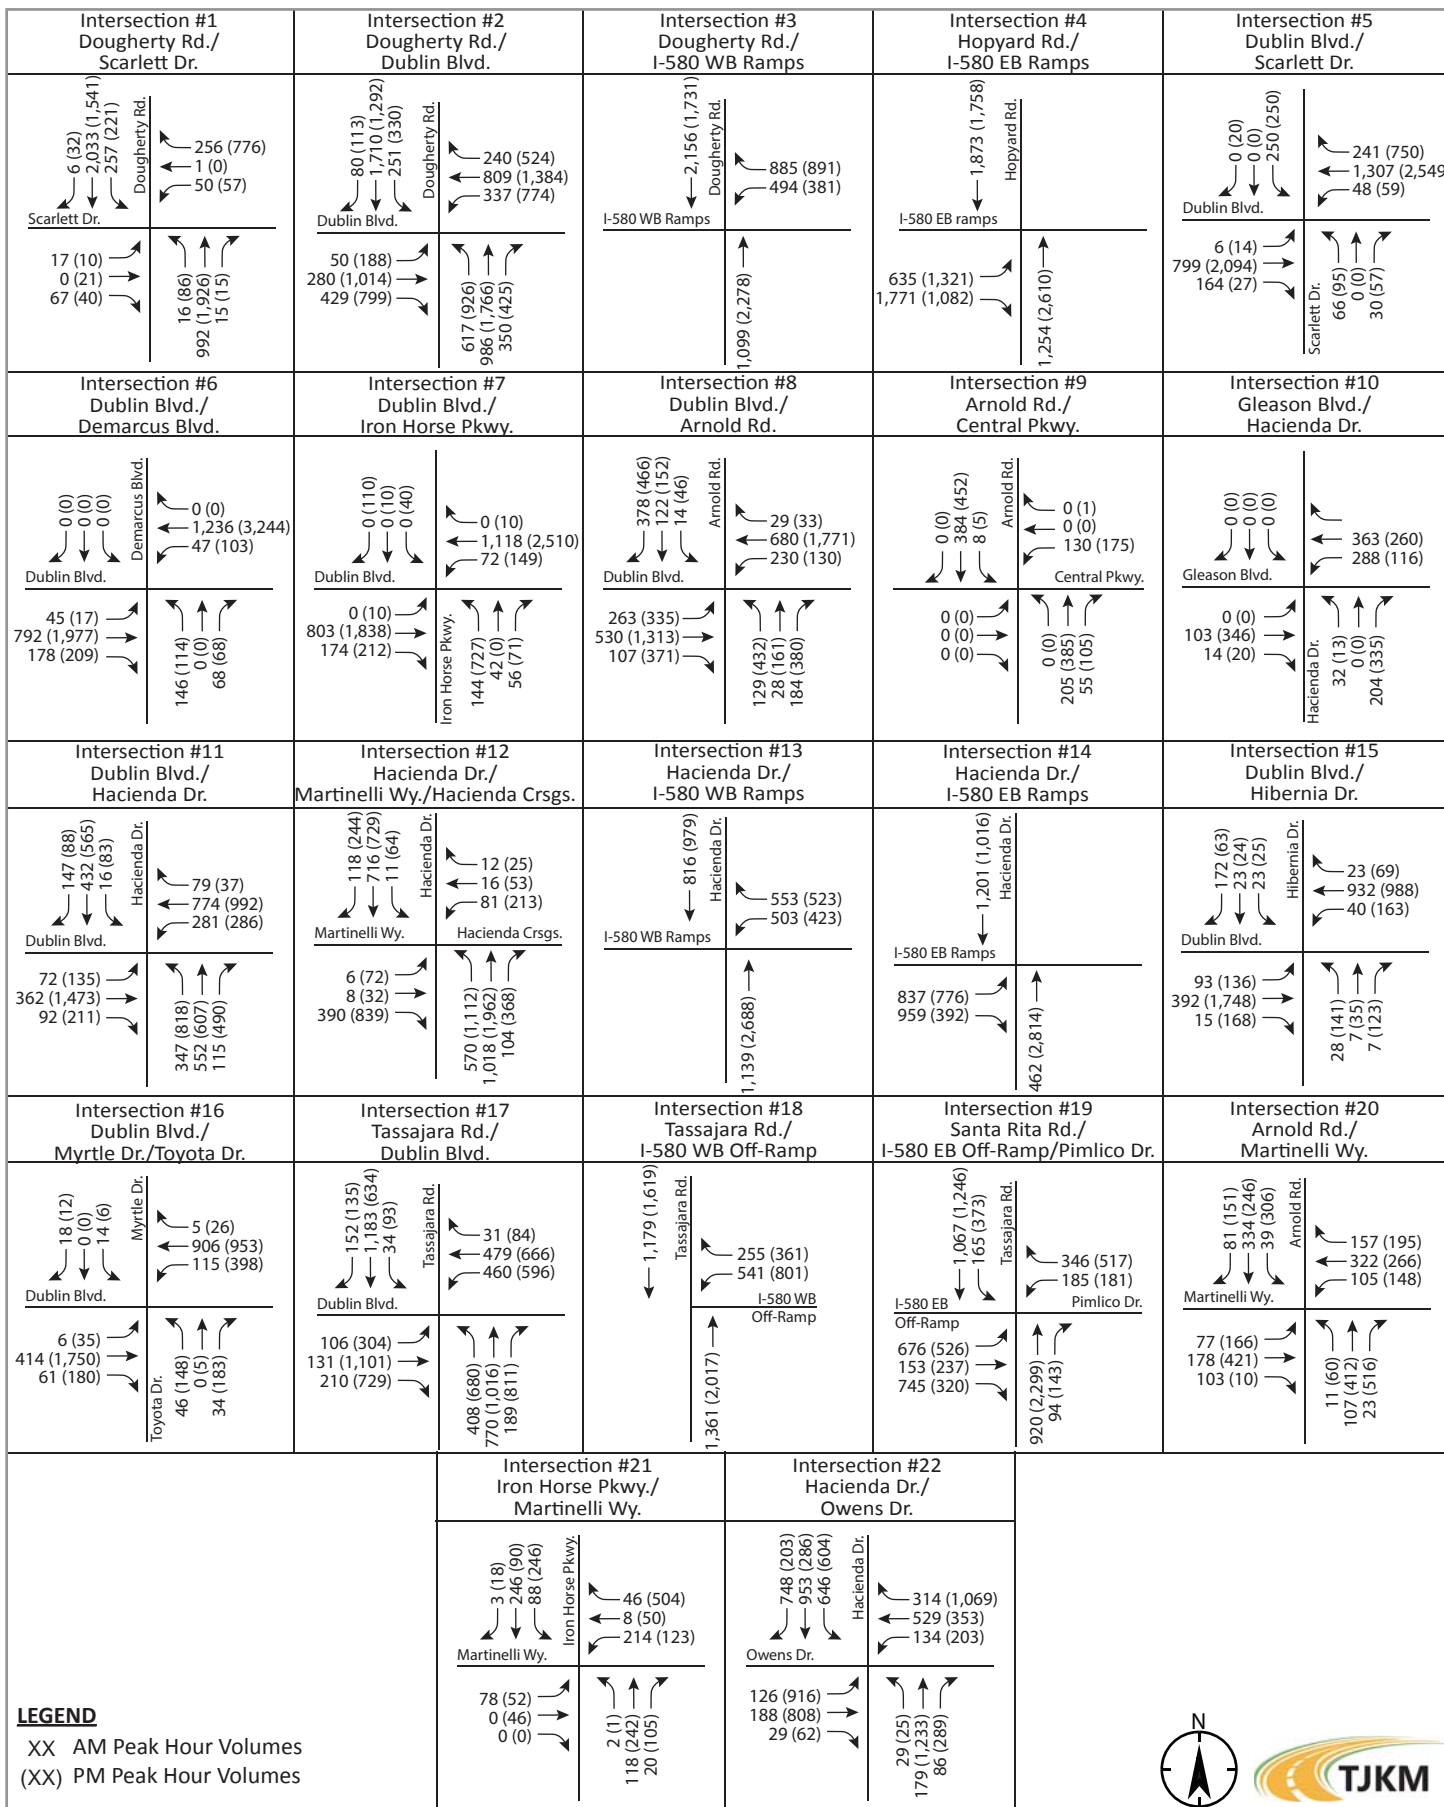 Intersection #1
Dougherty Rd./
Scarlett Dr.
6 (32)
2,033 (1,541)
257 (221)
Dougherty Rd.
256 (776)
1 (0)
50 (57)
Scarlett Dr.
17 (10)
0 (21)
67 (40)
16 (86)
992 (1,926)
15 (15)
Intersection #2
Dougherty Rd./
Dublin Blvd.
80 (113)
1,710 (1,292)
251 (330)
Dougherty Rd.
240 (524)
809 (1,384)
337 (774)
Dublin Blvd.
50 (188)
280 (1,014)
429 (799)
617 (926)
986 (1,766)
350 (425)
Intersection #3
Dougherty Rd./
I-580 WB Ramps
2,156 (1,731)
Dougherty Rd.
885 (891)
494 (381)
I-580 WB Ramps
1,099 (2,278)
Intersection #4
Hopyard Rd./
I-580 EB Ramps
1,873 (1,758)
Hopyard Rd.
I-580 EB ramps
635 (1,321)
1,771 (1,082)
1,254 (2,610)
Intersection #5
Dublin Blvd./
Scarlett Dr.
0 (20)
0 (0)
250 (250)
241 (750)
1,307 (2,549
48 (59)
Dublin Blvd.
6 (14)
799 (2,094)
164 (27)
Scarlett Dr.
66 (95)
0 (0)
30 (57)
Intersection #6
Dublin Blvd./
Demarcus Blvd.
0 (0)
0 (0)
0 (0)
Demarcus Blvd.
0 (0)
1,236 (3,244)
47 (103)
Dublin Blvd.
45 (17)
792 (1,977)
178 (209)
146 (114)
0 (0)
68 (68)
Intersection #7
Dublin Blvd./
Iron Horse Pkwy.
0 (110)
0 (10)
0 (40)
0 (10)
1,118 (2,510)
72 (149)
Dublin Blvd.
0 (10)
803 (1,838)
174 (212)
Iron Horse Pkwy.
144 (727)
42 (0)
56 (71)
Intersection #8
Dublin Blvd./
Arnold Rd.
378 (466)
122 (152)
14 (46)
Arnold Rd.
29 (33)
680 (1,771)
230 (130)
Dublin Blvd.
263 (335)
530 (1,313)
107 (371)
129 (432)
28 (161)
184 (380)
Intersection #9
Arnold Rd./
Central Pkwy.
0 (0)
384 (452)
8 (5)
Arnold Rd.
0 (1)
0 (0)
130 (175)
Central Pkwy.
0 (0)
0 (0)
0 (0)
0 (0)
205 (385)
55 (105)
Intersection #10
Gleason Blvd./
Hacienda Dr.
0 (0)
0 (0)
0 (0)
363 (260)
288 (116)
Gleason Blvd.
0 (0)
103 (346)
14 (20)
Hacienda Dr.
32 (13)
0 (0)
204 (335)
Intersection #11
Dublin Blvd./
Hacienda Dr.
147 (88)
432 (565)
16 (83)
Hacienda Dr.
79 (37)
774 (992)
281 (286)
Dublin Blvd.
72 (135)
362 (1,473)
92 (211)
347 (818)
552 (607)
115 (490)
Intersection #12
Hacienda Dr./
Martinelli Wy./Hacienda Crsgs.
118 (244)
716 (729)
11 (64)
Hacienda Dr.
12 (25)
16 (53)
81 (213)
Martinelli Wy.
Hacienda Crsgs.
6 (72)
8 (32)
390 (839)
570 (1,112)
1,018 (1,962)
104 (368)
Intersection #13
Hacienda Dr./
I-580 WB Ramps
816 (979)
Hacienda Dr.
553 (523)
503 (423)
I-580 WB Ramps
1,139 (2,688)
Intersection #14
Hacienda Dr./
I-580 EB Ramps
1,201 (1,016)
Hacienda Dr.
I-580 EB Ramps
837 (776)
959 (392)
462 (2,814)
Intersection #15
Dublin Blvd./
Hibernia Dr.
172 (63)
23 (24)
23 (25)
Hibernia Dr.
23 (69)
932 (988)
40 (163)
Dublin Blvd.
93 (136)
392 (1,748)
15 (168)
28 (141)
7 (35)
7 (123)
Intersection #16
Dublin Blvd./
Myrtle Dr./Toyota Dr.
18 (12)
0 (0)
14 (6)
Myrtle Dr.
5 (26)
906 (953)
115 (398)
Dublin Blvd.
6 (35)
414 (1,750)
61 (180)
Toyota Dr.
46 (148)
0 (5)
34 (183)
Intersection #17
Tassajara Rd./
Dublin Blvd.
152 (135)
1,183 (634)
34 (93)
Tassajara Rd.
31 (84)
479 (666)
460 (596)
Dublin Blvd.
106 (304)
131 (1,101)
210 (729)
408 (680)
770 (1,016)
189 (811)
Intersection #18
Tassajara Rd./
I-580 WB Off-Ramp
1,179 (1,619)
Tassajara Rd.
255 (361)
541 (801)
I-580 WB
Off-Ramp
1,361 (2,017)
Intersection #19
Santa Rita Rd./
I-580 EB Off-Ramp/Pimlico Dr.
1,067 (1,246)
165 (373)
Tassajara Rd.
346 (517)
185 (181)
I-580 EB
Off-Ramp
Pimlico Dr.
676 (526)
153 (237)
745 (320)
920 (2,299)
94 (143)
Intersection #20
Arnold Rd./
Martinelli Wy.
81 (151)
334 (246)
39 (306)
Arnold Rd.
157 (195)
322 (266)
105 (148)
Martinelli Wy.
77 (166)
178 (421)
103 (10)
11 (60)
107 (412)
23 (516)
Intersection #21
Iron Horse Pkwy./
Martinelli Wy.
3 (18)
246 (90)
88 (246)
Iron Horse Pkwy.
46 (504)
8 (50)
214 (123)
Martinelli Wy.
78 (52)
0 (46)
0 (0)
2 (1)
118 (242)
20 (105)
Intersection #22
Hacienda Dr./
Owens Dr.
748 (203)
953 (286)
646 (604)
Hacienda Dr.
314 (1,069)
529 (353)
134 (203)
Owens Dr.
126 (916)
188 (808)
29 (62)
29 (25)
179 (1,233)
86 (289)
LEGEND
XX AM Peak Hour Volumes
(XX) PM Peak Hour Volumes
N
TJKM